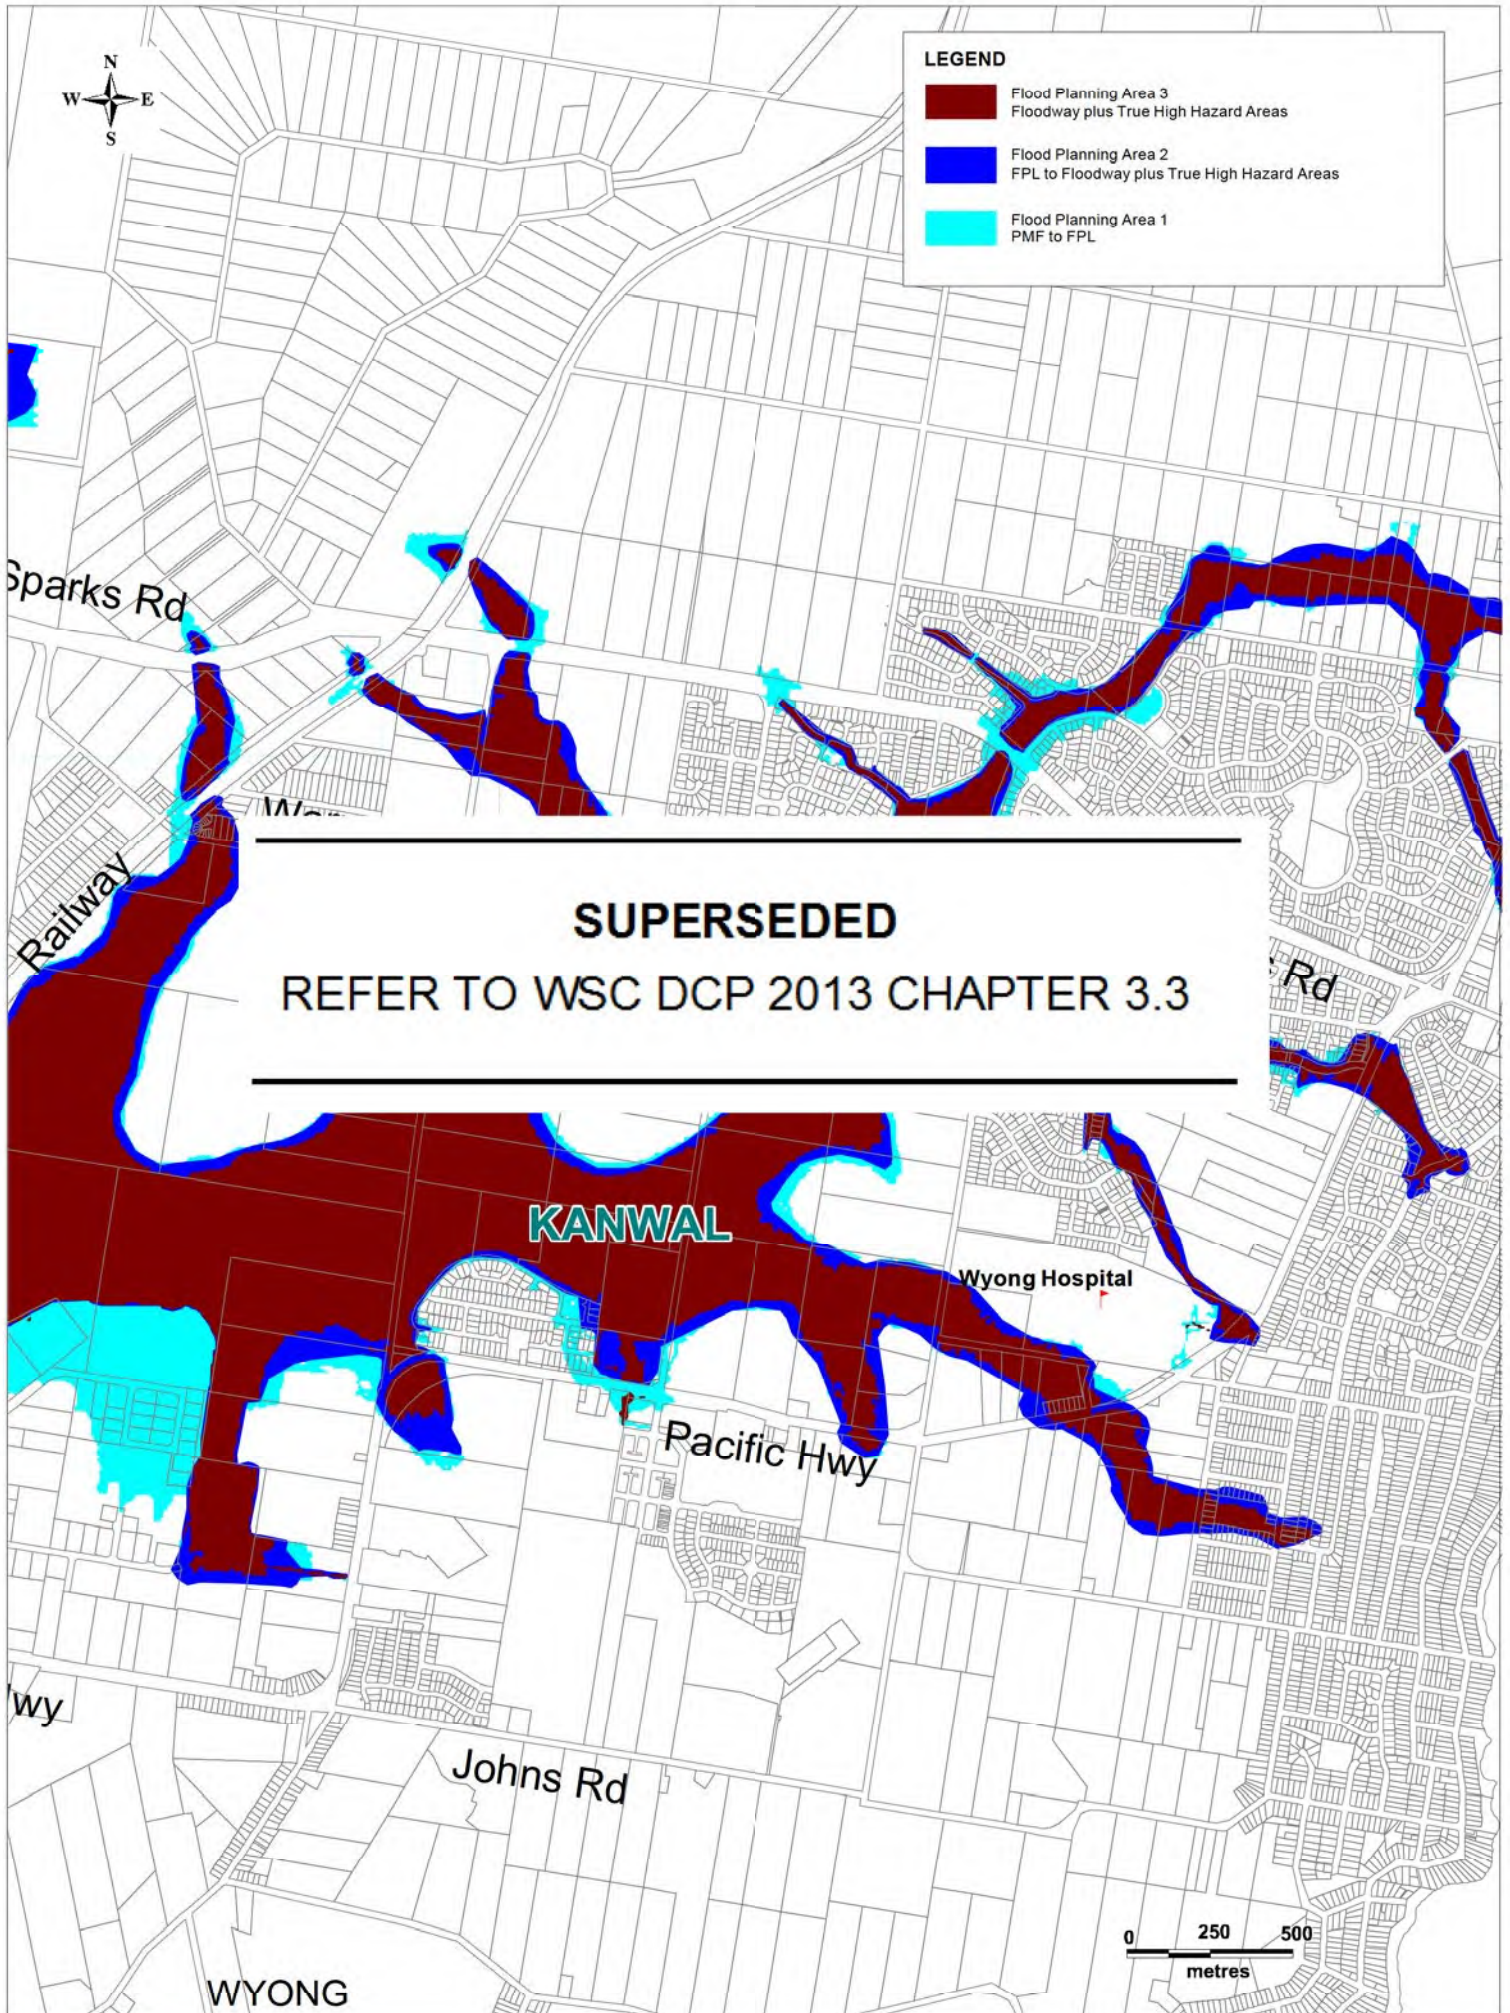 N
W E
S
LEGEND
Flood Planning Area 3
Floodway plus True High Hazard Areas
Flood Planning Area 2
FPL to Floodway plus True High Hazard Areas
Flood Planning Area 1
PMF to FPL
Sparks Rd
Railway
SUPERSEDED
REFER TO WSC DCP 2013 CHAPTER 3.3
Rd
KANWAL
Wyong Hospital
Pacific Hwy
wy
Johns Rd
0 250 500
metres
WYONG